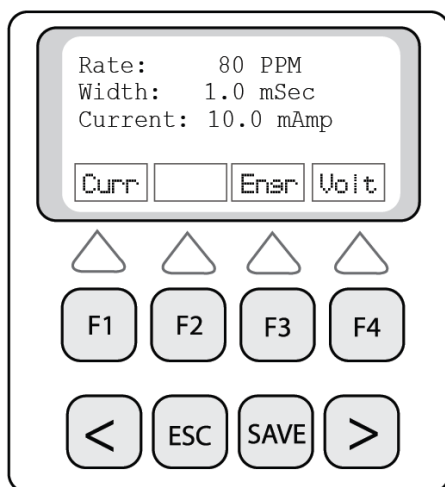 Rate: 80 PPM
Width: 1.0 mSec
Current: 10.0 mAmp
Curr Engr Volt
F1 F2 F3 F4
< ESC SAVE >